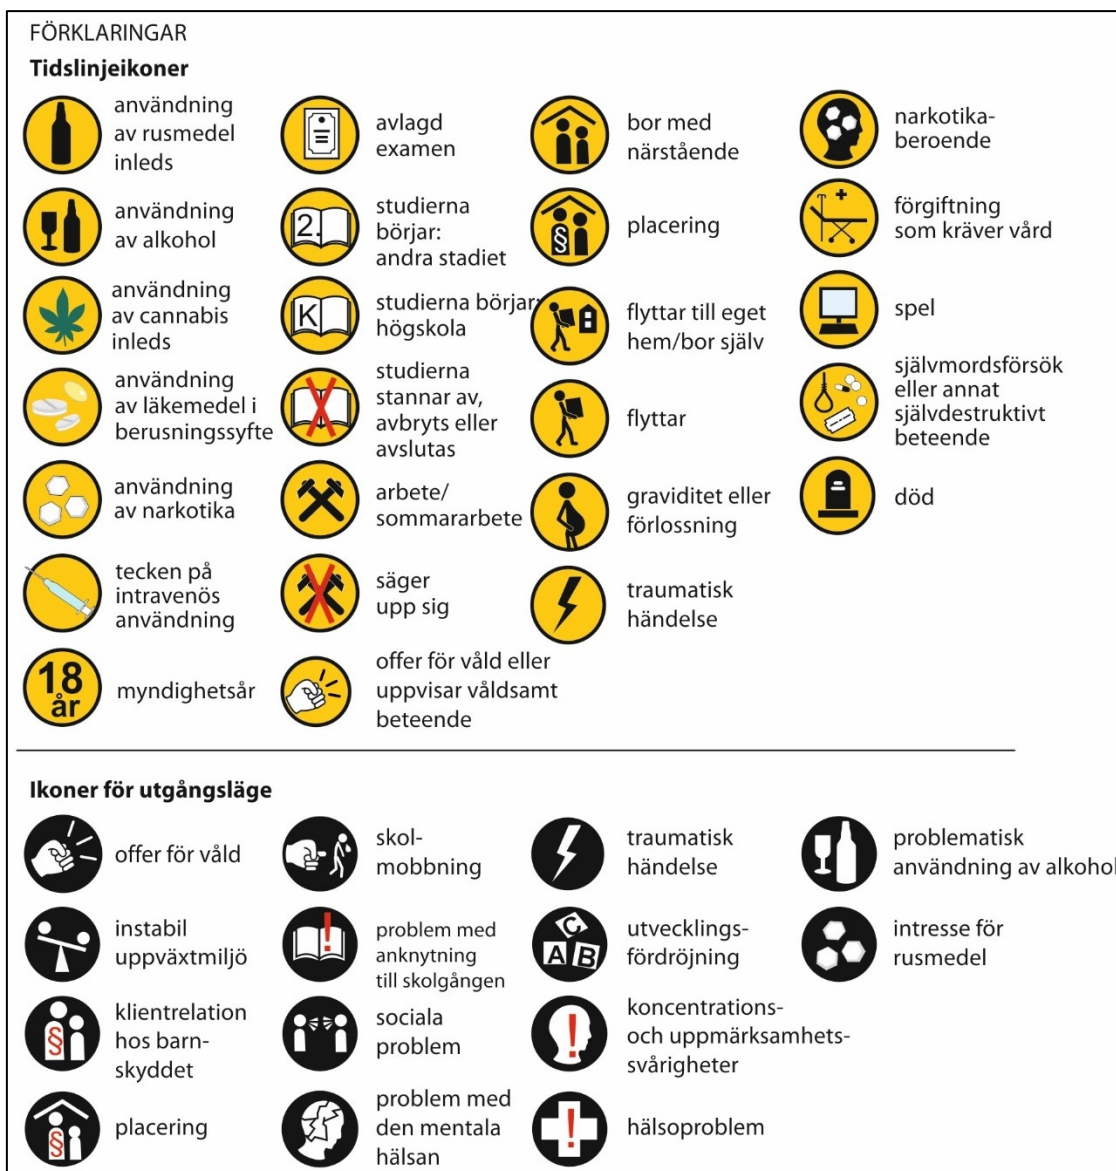 FÖRKLARINGAR
Tidslinjeikoner
användning
av rusmedel
inleds
användning
av alkohol
användning
av cannabis
inleds
användning
av läkemedel i
berusningssyfte
användning
av narkotika
tecken på
intravenös
användning
18
år
myndighetsår
avlagd
examen
2.
studierna
börjar:
andra stadiet
K
studierna börjar:
högskola
studierna
stannar av,
avbryts eller
avslutas
arbete/
sommararbete
säger
upp sig
offer för våld eller
uppvisar våldsamt
beteende
bor med
närstående
§
placering
flyttar till eget
hem/bor själv
flyttar
graviditet eller
förlossning
traumatisk
händelse
narkotika-
beroende
förgiftning
som kräver vård
spel
självmordsförsök
eller annat
självdestruktivt
beteende
död
Ikoner för utgångsläge
offer för våld
instabil
uppväxtmiljö
§
klientrelation
hos barn-
skyddet
§
placering
skol-
mobbning
!
problem med
anknytning
till skolgången
sociala
problem
problem med
den mentala
hälsan
traumatisk
händelse
C
A B
utvecklings-
fördröjning
!
koncentrations-
och uppmärksamhets-
svårigheter
!
hälsoproblem
problematisk
användning av alkohol
intresse för
rusmedel